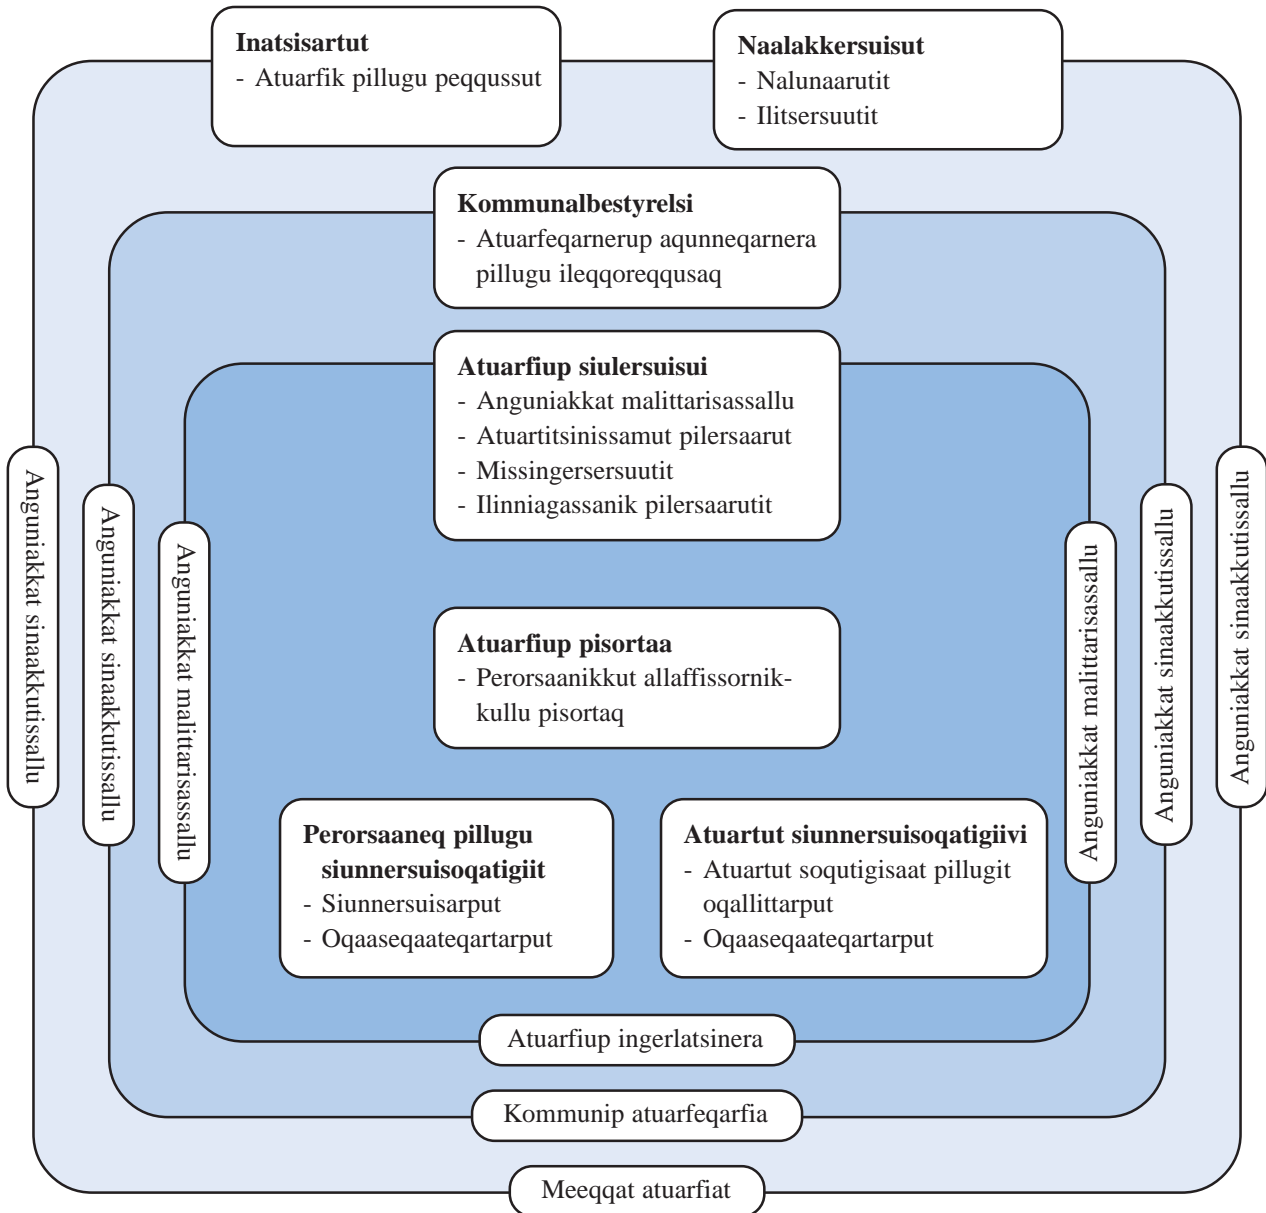 Inatsisartut
- Atuarfik pillugu peqqussut
Naalakkersuisut
- Nalunaarutit
- Ilitsersuutit
Kommunalbestyrelsi
- Atuarfeqarnerup aqunneqarnera
pillugu ileqqoreqqusaq
Atuarfiup siulersuisui
- Anguniakkat malittarisassallu
- Atuartitsinissamut pilersaarut
- Missingersersuutit
- Ilinniagassanik pilersaarutit
Anguniakkat sinaakkutissallu
Anguniakkat sinaakkutissallu
Anguniakkat malittarisassallu
Anguniakkat malittarisassallu
Anguniakkat sinaakkutissallu
Anguniakkat sinaakkutissallu
Atuarfiup pisortaa
- Perorsaanikkut allaffissornik-
kullu pisortaq
Perorsaaneq pillugu
siunnersuisoqatigiit
- Siunnersuisarput
- Oqaaseqaateqartarput
Atuartut siunnersuisoqatigiivi
- Atuartut soqutigisaat pillugit
oqallittarput
- Oqaaseqaateqartarput
Atuarfiup ingerlatsinera
Kommunip atuarfeqarfia
Meeqqat atuarfiat